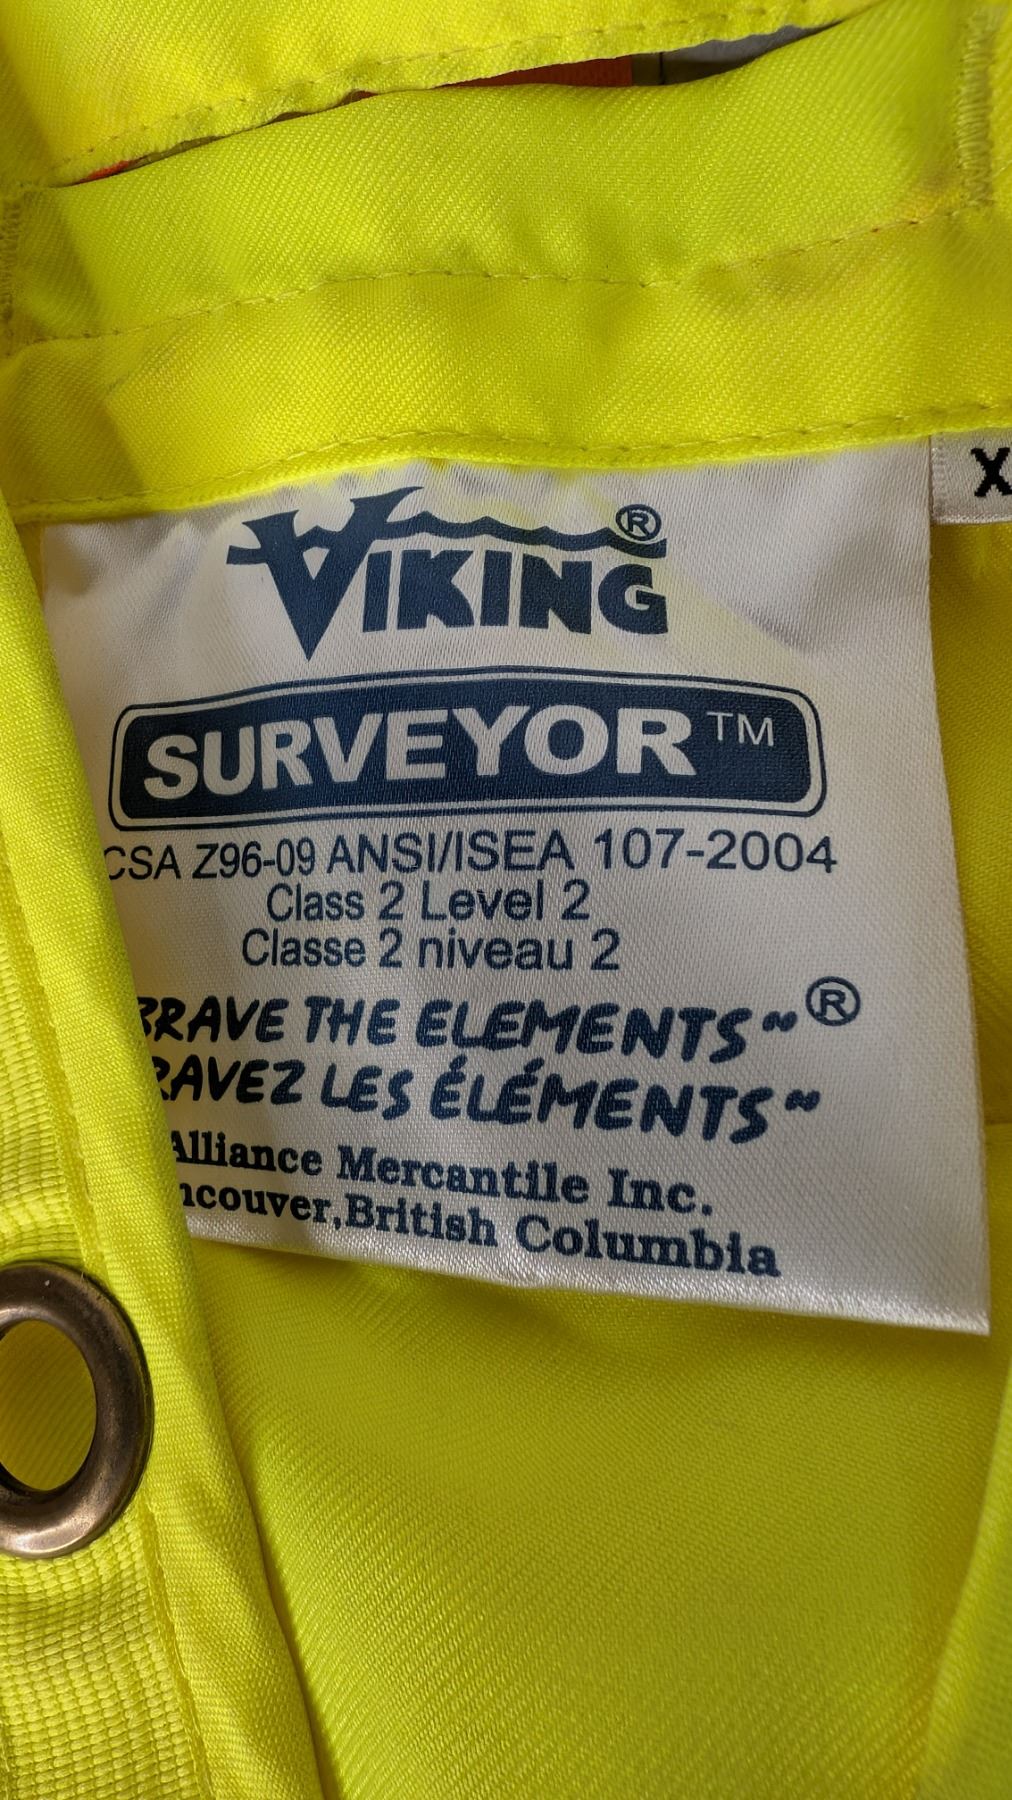 VIKING®
X
SURVEYOR™
CSA Z96-09 ANSI/ISEA 107-2004
Class 2 Level 2
Classe 2 niveau 2
BRAVE THE ELEMENTS~®
RAVEZ LES ÉLÉMENTS~
Alliance Mercantile Inc.
ncouver,British Columbia